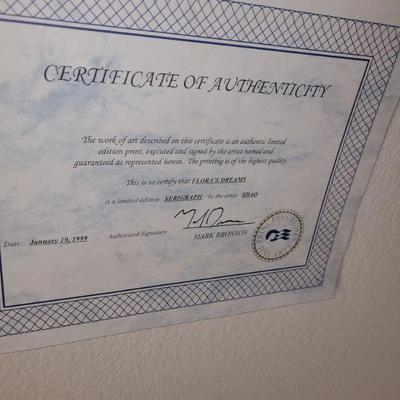 CERTIFICATE OF AUTHENTICITY
The work of art described on this certificate is an authentic limited
edition print, executed and signed by the artist named and
guaranteed as represented herein. The printing is of the highest quality.
This is to certify that FLORA'S DREAMS
is a limited edition SERIGRAPH by the artist SHAO
Date: January 19, 1999 Authorized Signature MARK BRONSON